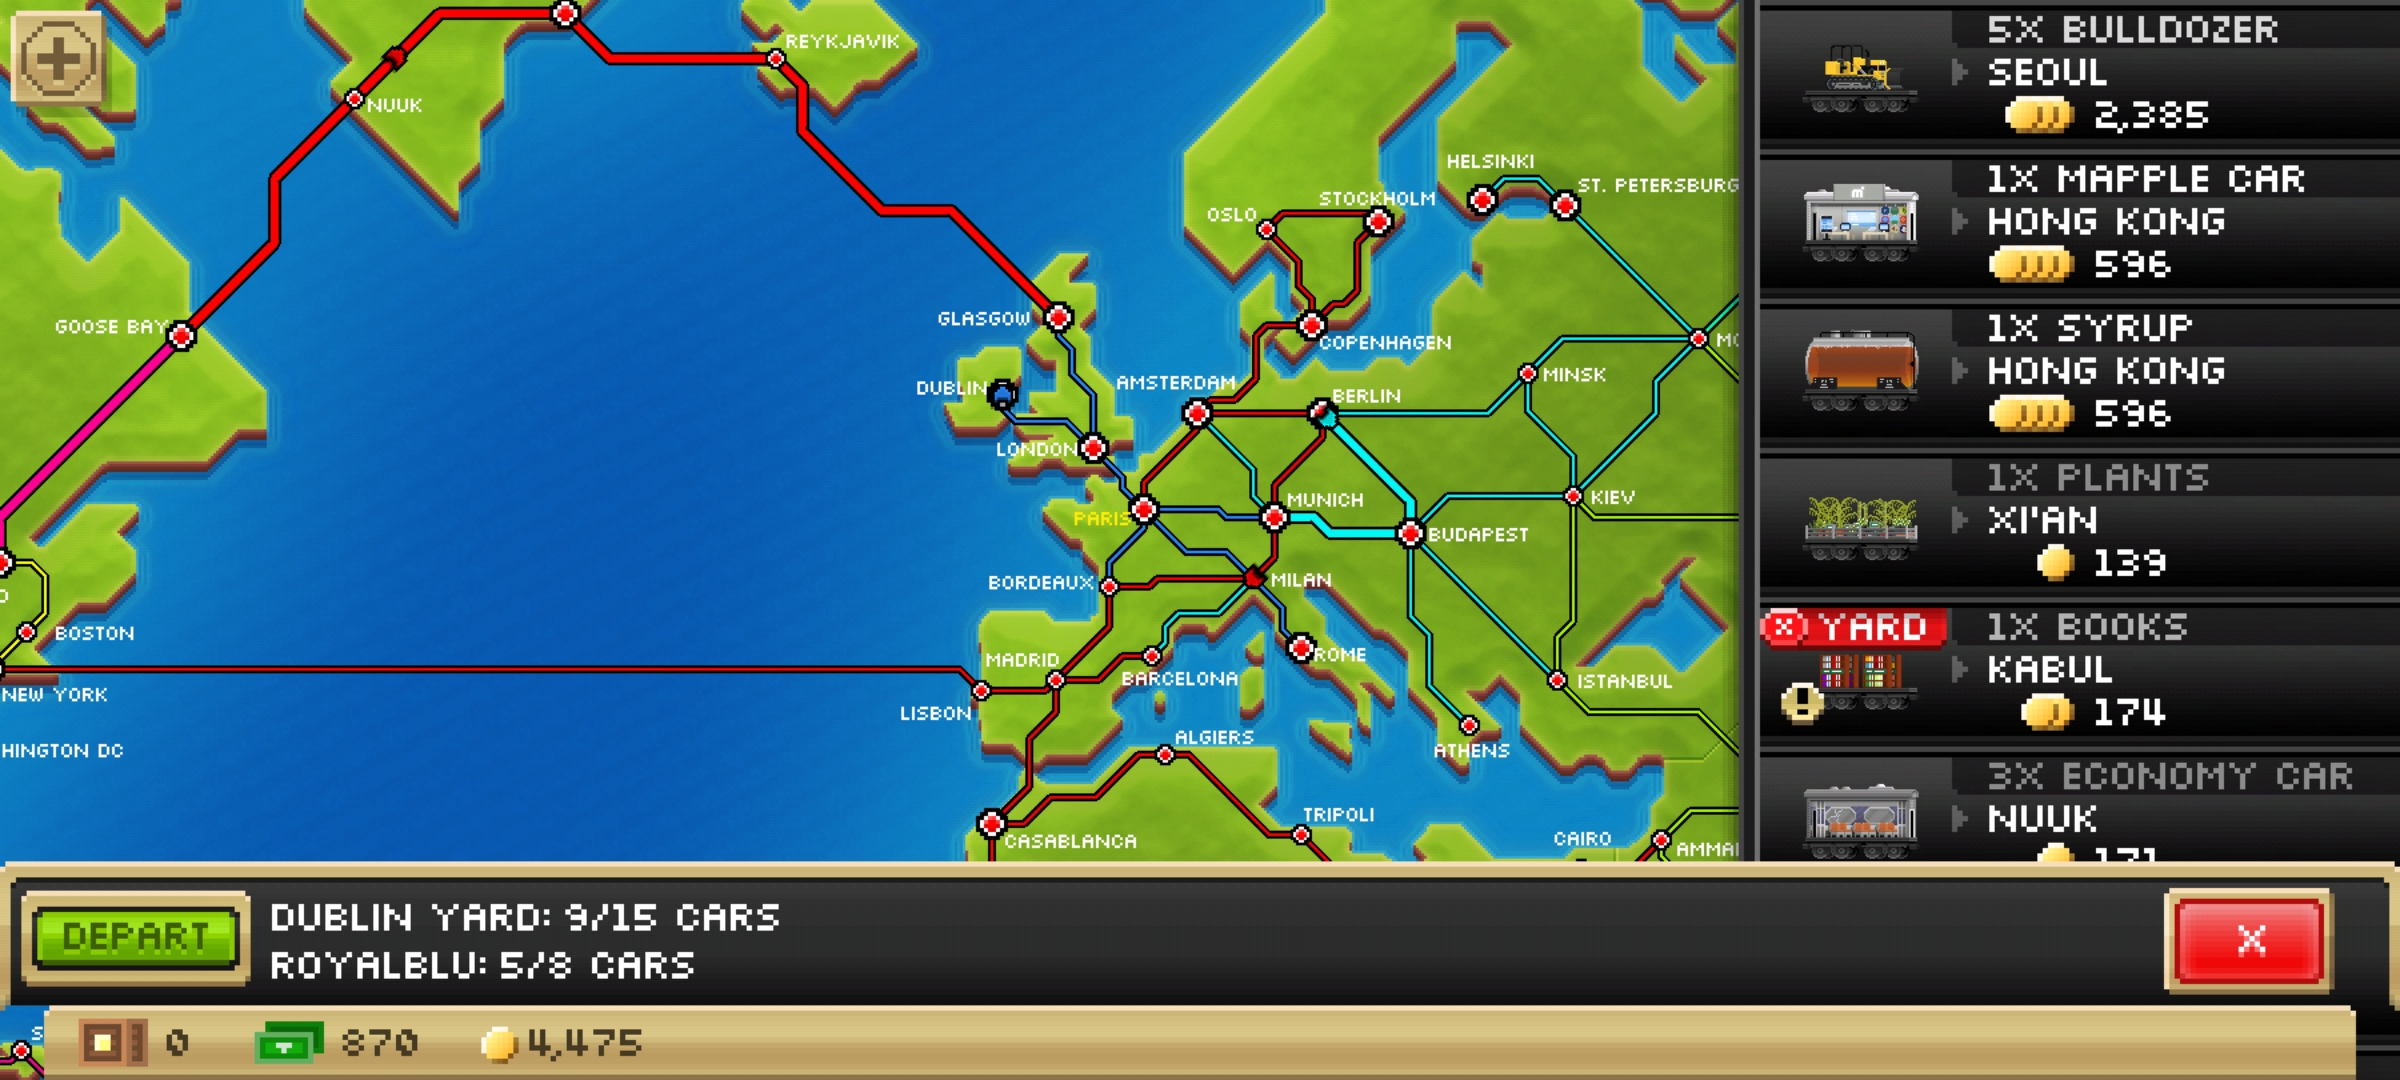 REYKJAVIK
NUUK
HELSINKI
ST. PETERSBURG
STOCKHOLM
OSLO
GOOSE BAY
GLASGOW
COPENHAGEN
MINSK
DUBLIN
AMSTERDAM
BERLIN
LONDON
MUNICH
KIEV
PARIS
BUDAPEST
BORDEAUX
MILAN
BOSTON
ROME
MADRID
BARCELONA
ISTANBUL
NEW YORK
LISBON
HINGTON DC
ALGIERS
ATHENS
TRIPOLI
CASABLANCA
CAIRO
AMMA
5X BULLDOZER
SEOUL
2,385
1X MAPPLE CAR
HONG KONG
596
1X SYRUP
HONG KONG
596
1X PLANTS
XI'AN
139
YARD
1X BOOKS
KABUL
174
3X ECONOMY CAR
NUUK
171
DEPART
DUBLIN YARD: 9/15 CARS
ROYALBLU: 5/8 CARS
X
0
870
4,475